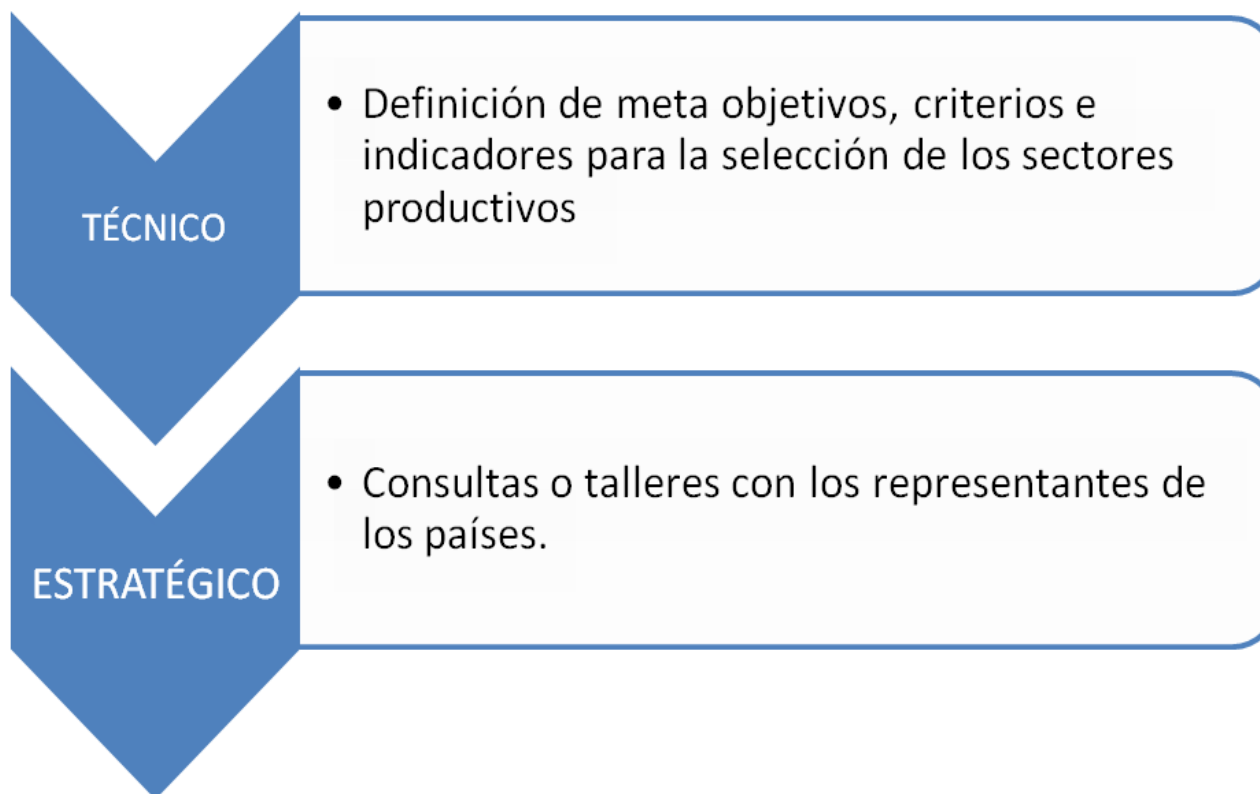 TÉCNICO
• Definición de meta objetivos, criterios e
indicadores para la selección de los sectores
productivos
ESTRATÉGICO
• Consultas o talleres con los representantes de
los países.